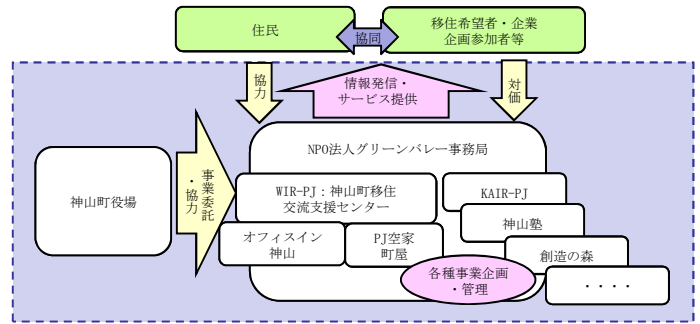 住民
協同
移住希望者・企業
企画参加者等
協力
情報発信・
サービス提供
対価
NPO法人グリーンバレー事務局
神山町役場
事業委託
・協力
WIR-PJ：神山町移住
交流支援センター
KAIR-PJ
神山塾
オフィスイン
神山
PJ空家
町屋
創造の森
各種事業企画
・管理
・・・・